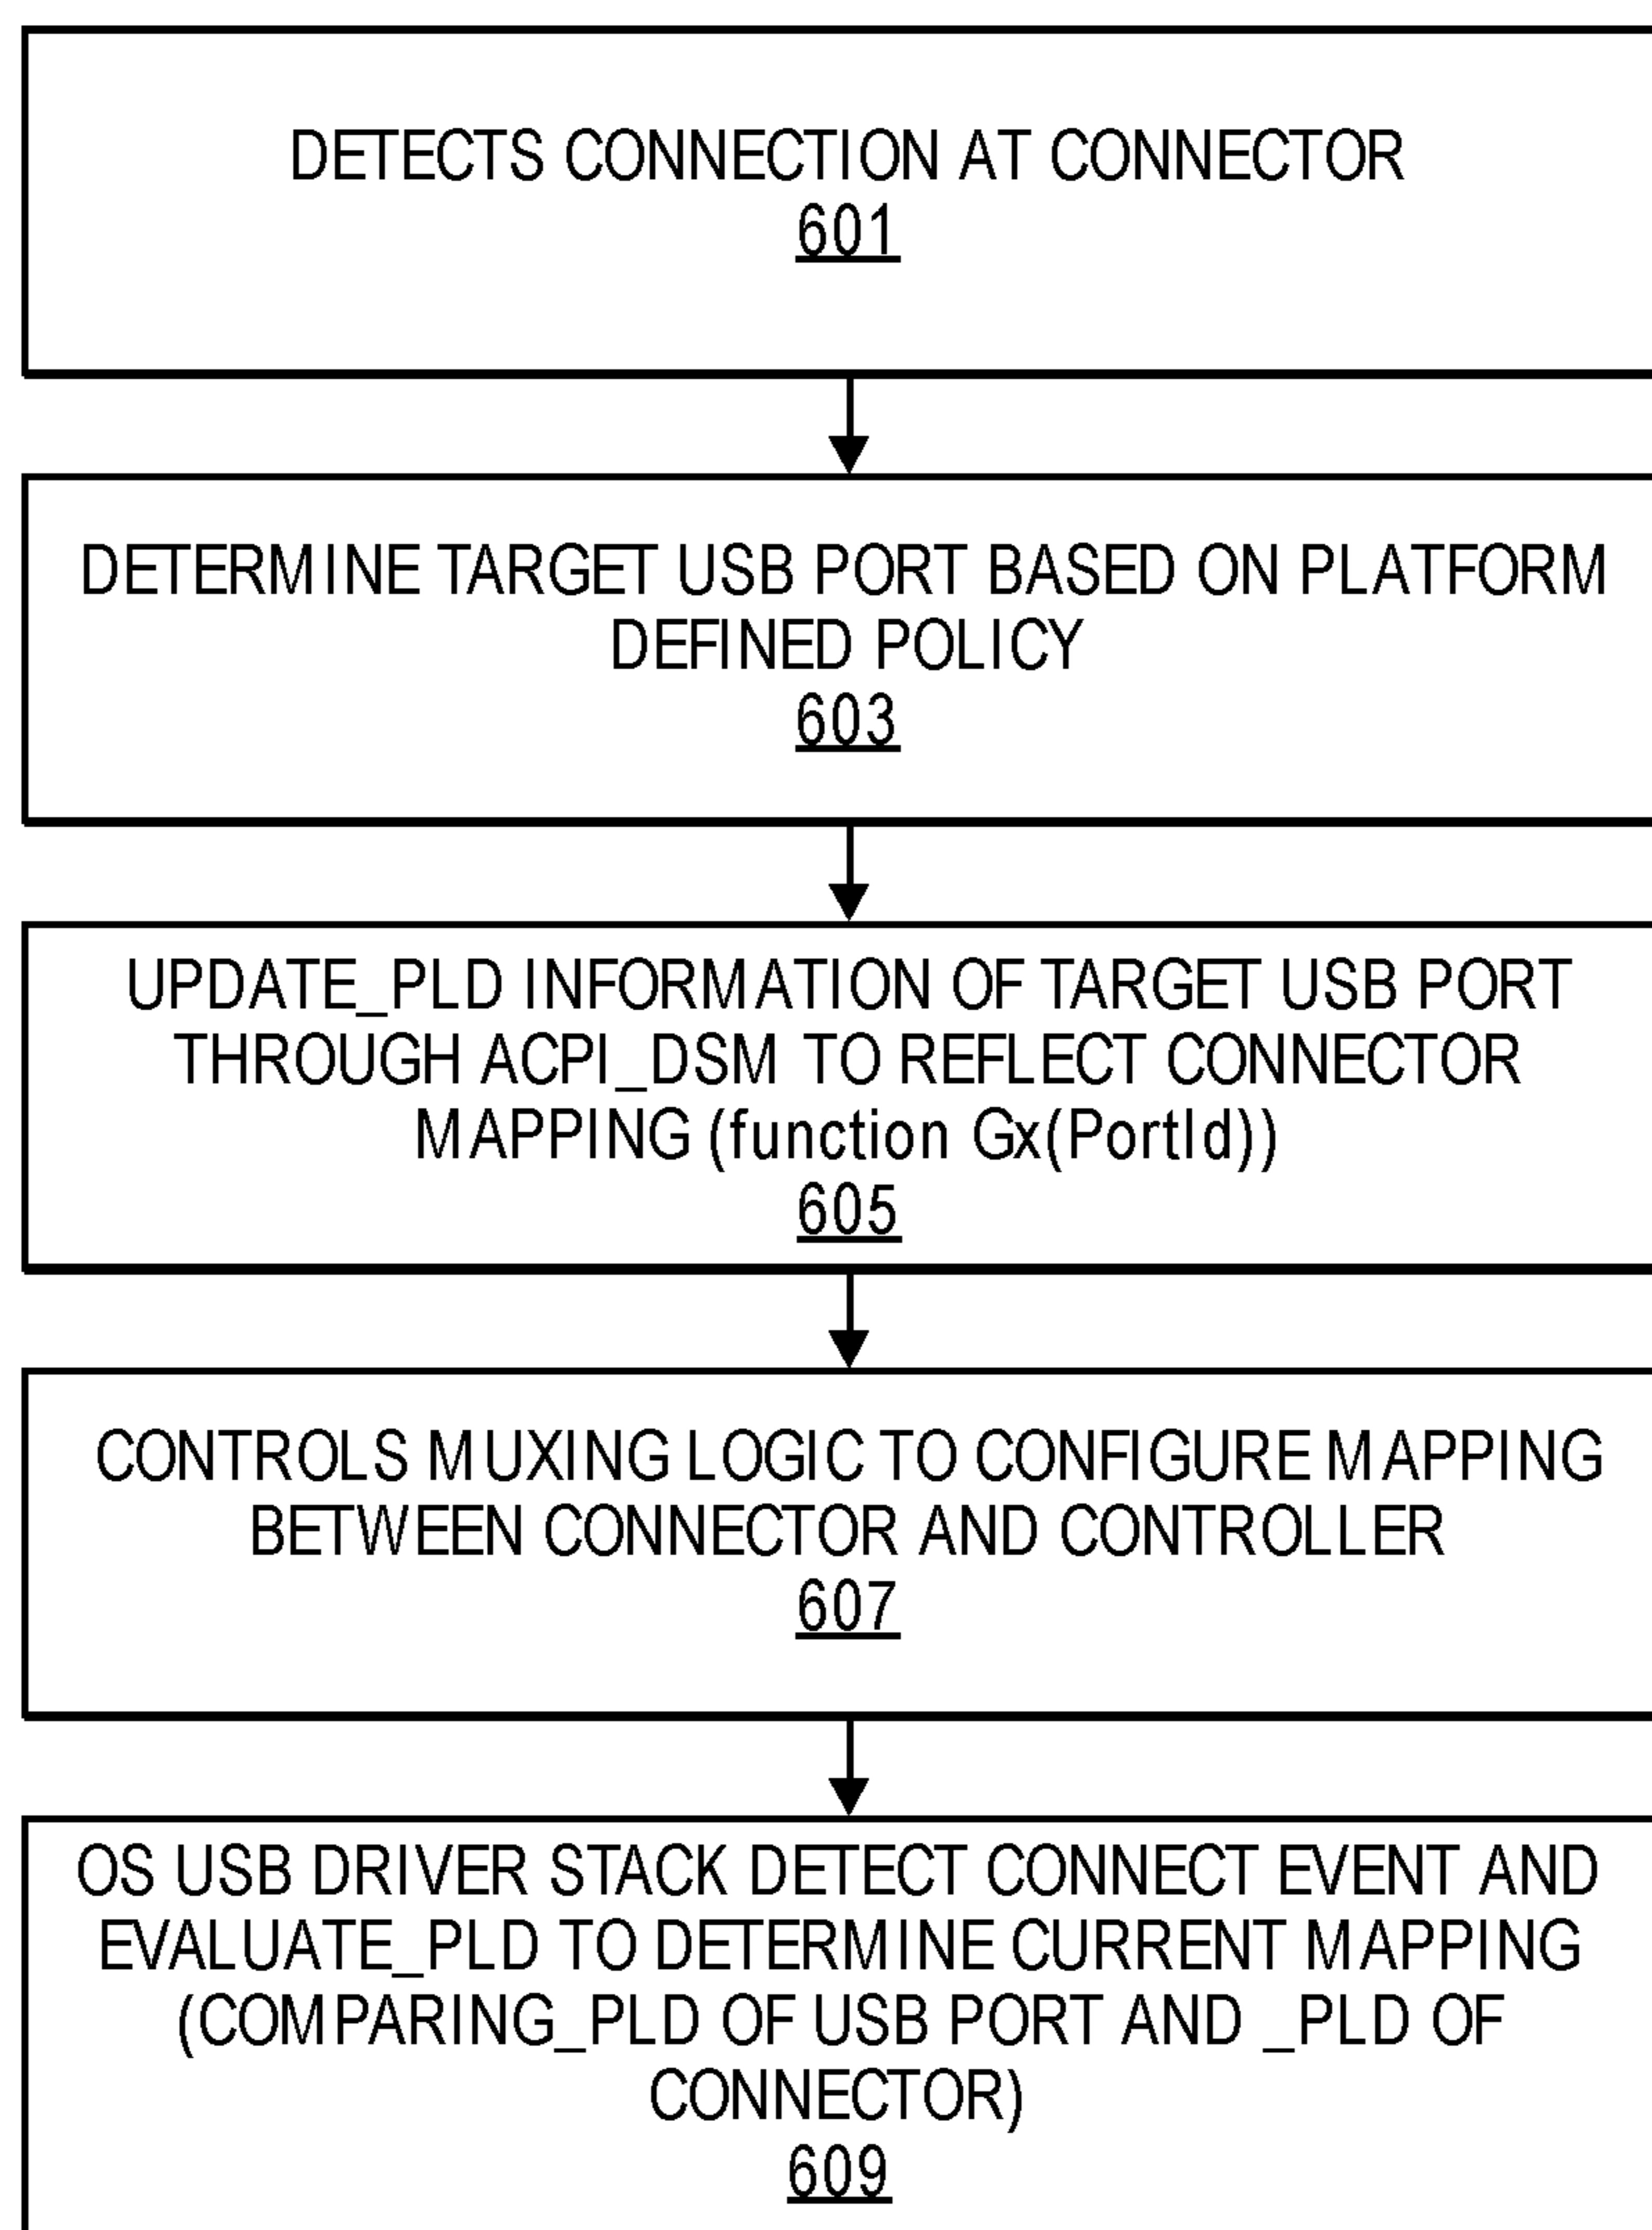 DETECTS CONNECTION AT CONNECTOR
601
DETERMINE TARGET USB PORT BASED ON PLATFORM
DEFINED POLICY
603
UPDATE_PLD INFORMATION OF TARGET USB PORT
THROUGH ACPI_DSM TO REFLECT CONNECTOR
MAPPING (function Gx(PortId))
605
CONTROLS MUXING LOGIC TO CONFIGURE MAPPING
BETWEEN CONNECTOR AND CONTROLLER
607
OS USB DRIVER STACK DETECT CONNECT EVENT AND
EVALUATE_PLD TO DETERMINE CURRENT MAPPING
(COMPARING_PLD OF USB PORT AND _PLD OF
CONNECTOR)
609